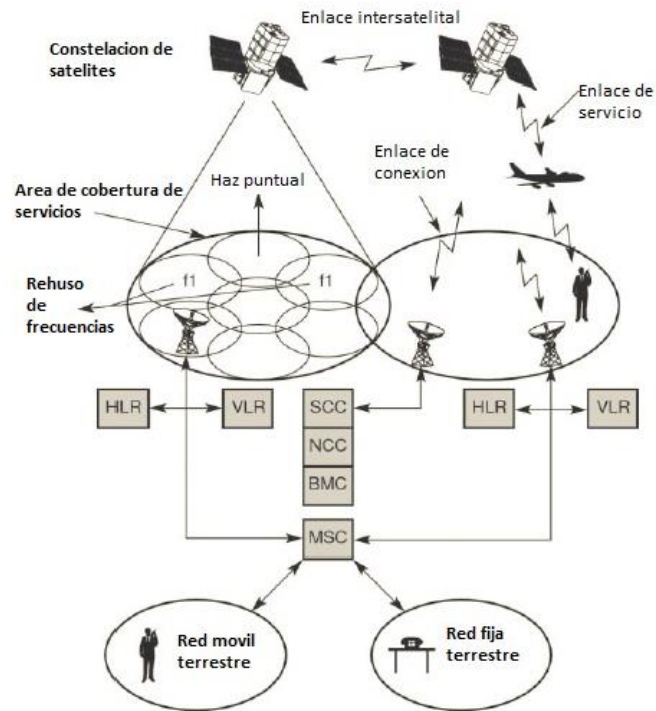 Enlace intersatelital
Constelacion de
satelites
Enlace de
servicio
Enlace de
conexion
Area de cobertura de
servicios
Haz puntual
Rehuso
de
frecuencias
f1
f1
HLR
VLR
SCC
HLR
VLR
NCC
BMC
MSC
Red movil
terrestre
Red fija
terrestre